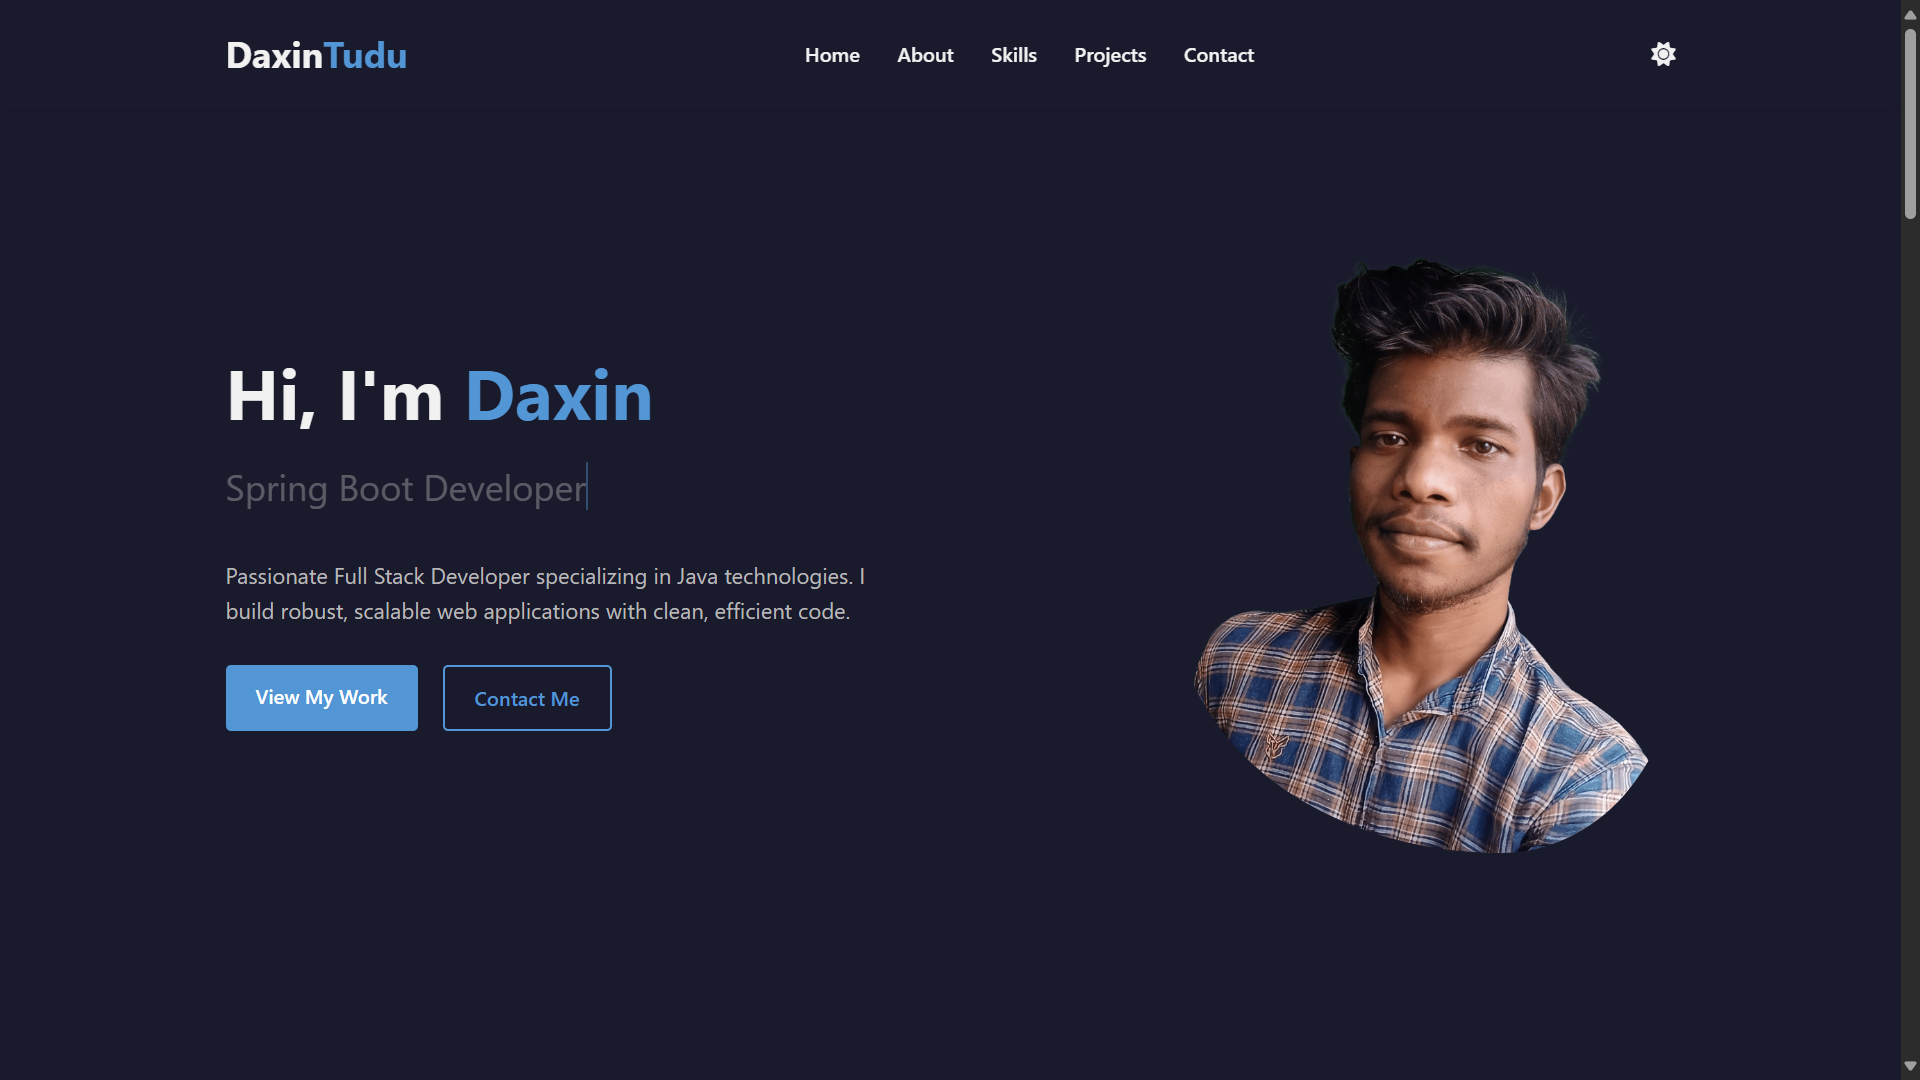 DaxinTudu
Home About Skills Projects Contact
Hi, I'm Daxin
Spring Boot Developer
Passionate Full Stack Developer specializing in Java technologies. I
build robust, scalable web applications with clean, efficient code.
View My Work Contact Me